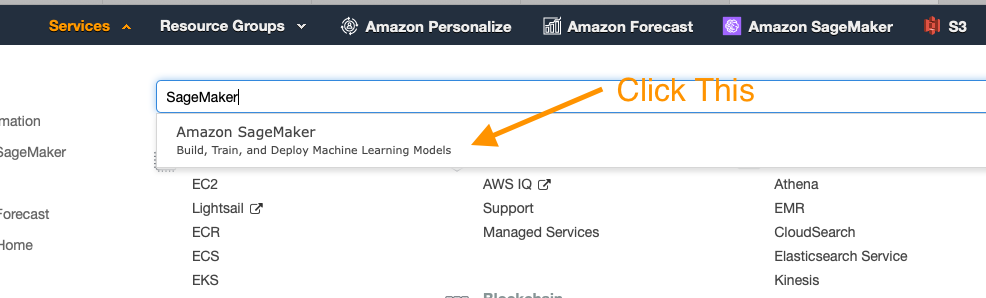 Services Resource Groups Amazon Personalize Amazon Forecast Amazon SageMaker S3
SageMaker
Click This
Amazon SageMaker
Build, Train, and Deploy Machine Learning Models
mation
SageMaker
Forecast
Home
EC2
Lightsail
ECR
ECS
EKS
AWS IQ
Support
Managed Services
Blockchain
Athena
EMR
CloudSearch
Elasticsearch Service
Kinesis